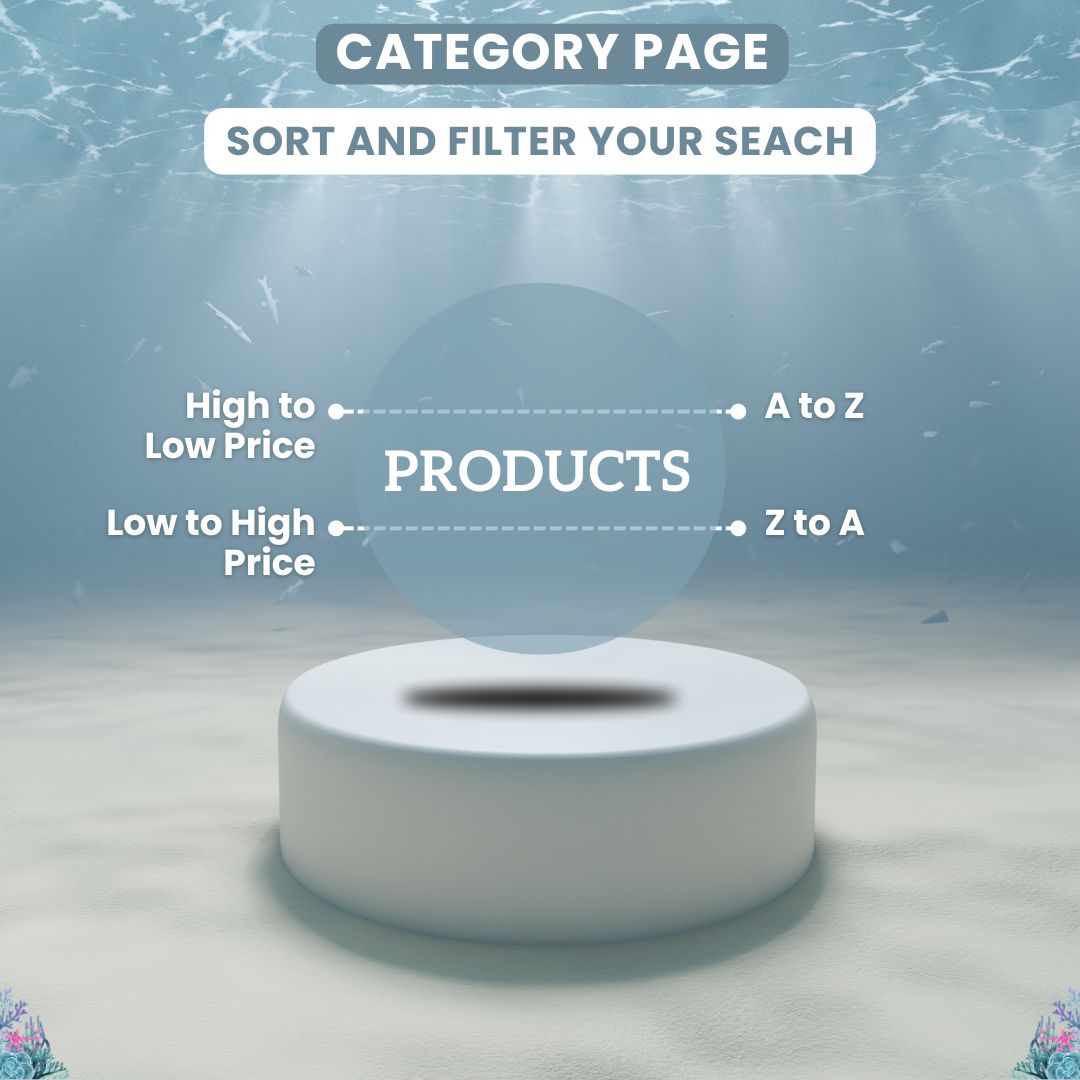 CATEGORY PAGE
SORT AND FILTER YOUR SEACH
High to
Low Price
A to Z
PRODUCTS
Low to High
Price
Z to A